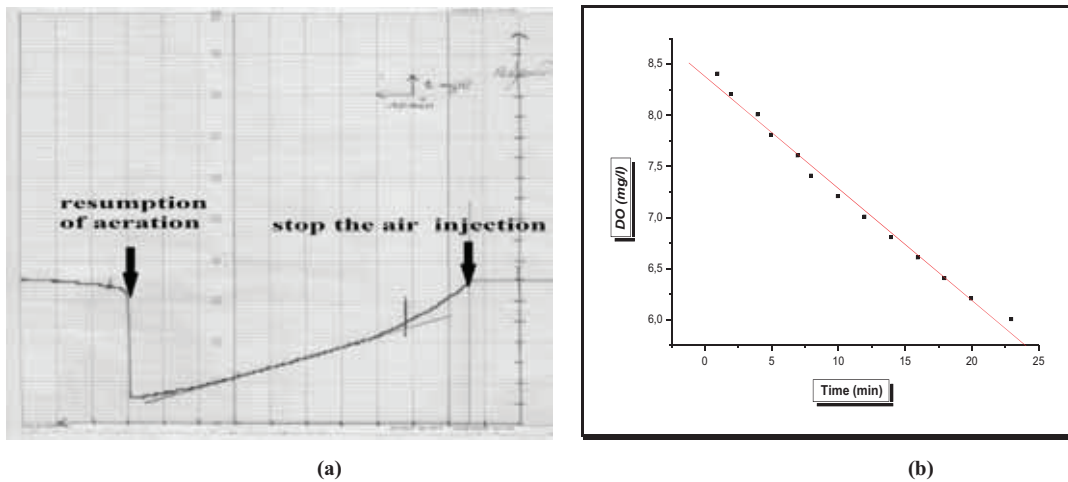 resumption
of aeration
stop the air injection
(a)
8,5
8,0
7,5
7,0
6,5
6,0
DO (mg/l)
0
5
10
15
20
25
Time (min)
(b)